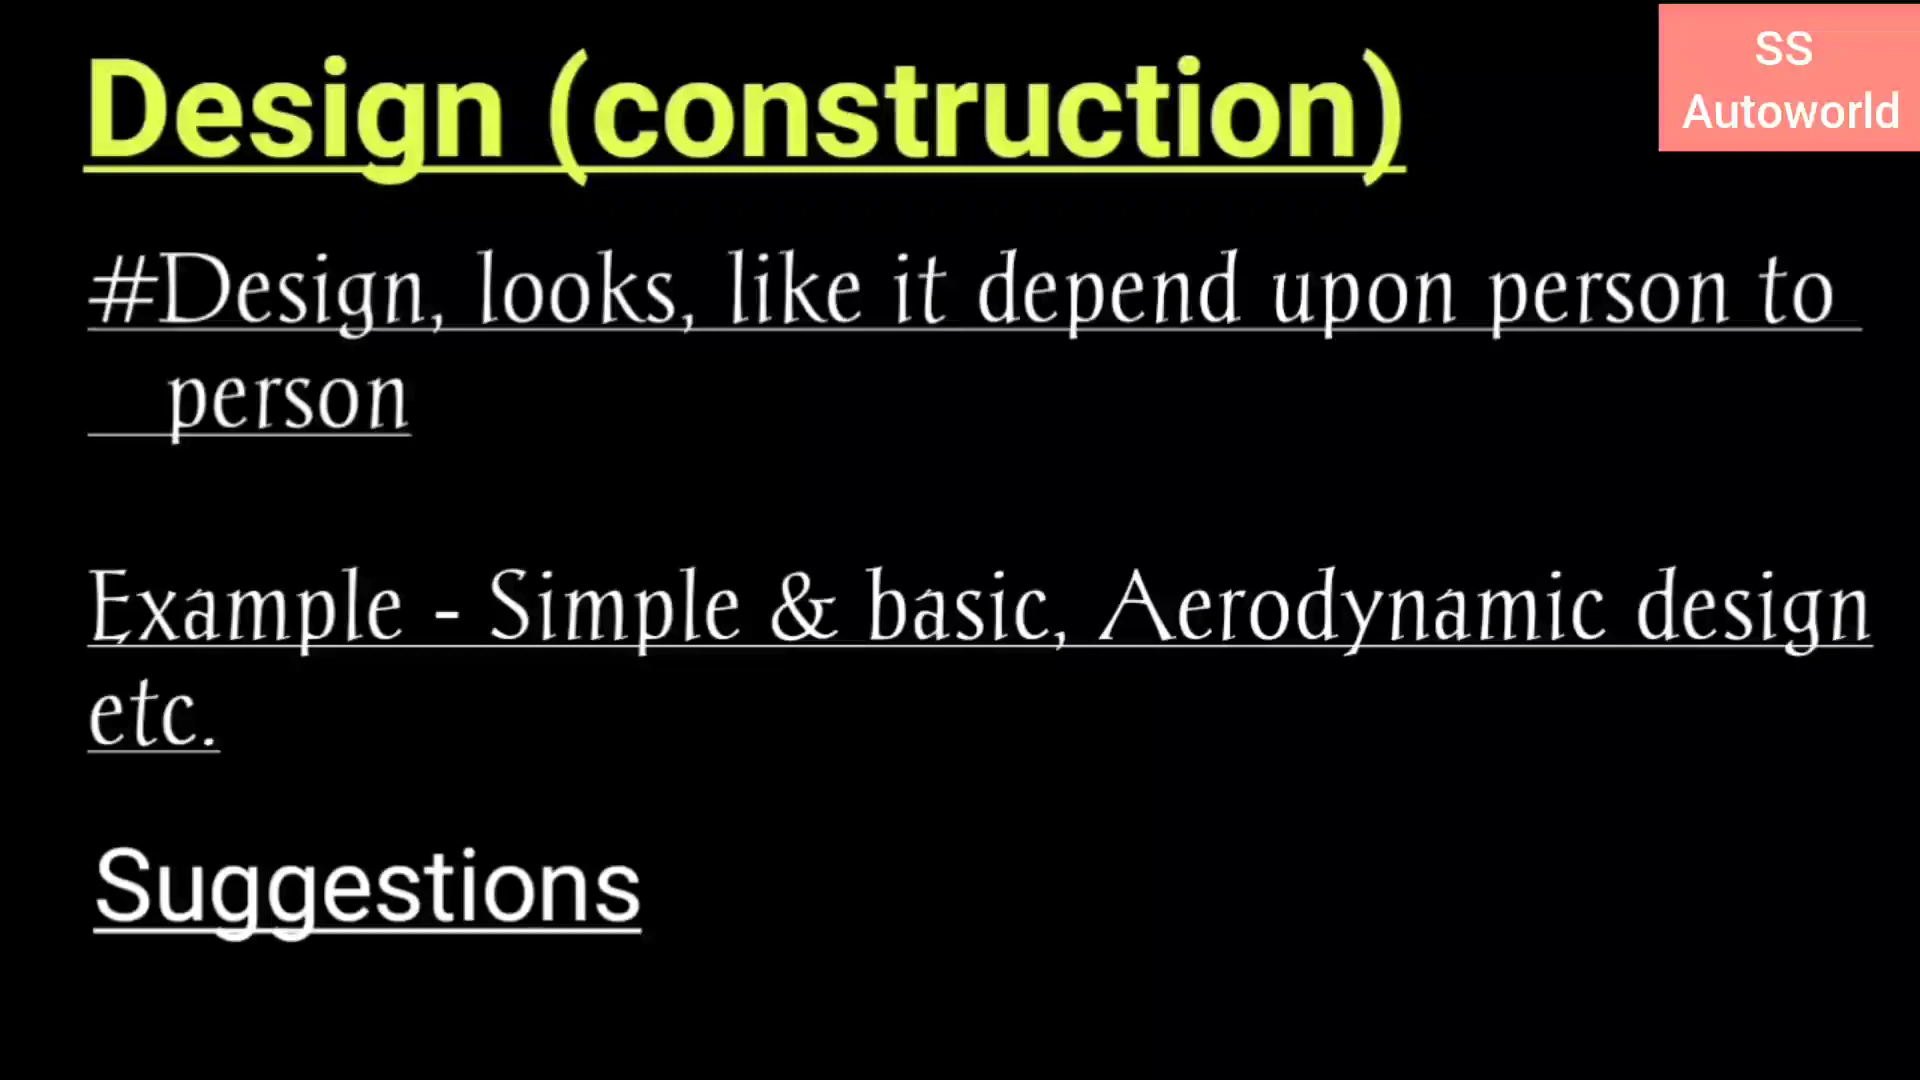 Design (construction)
SS
Autoworld
#Design, looks, like it depend upon person to
person
Example - Simple & basic, Aerodynamic design
etc.
Suggestions